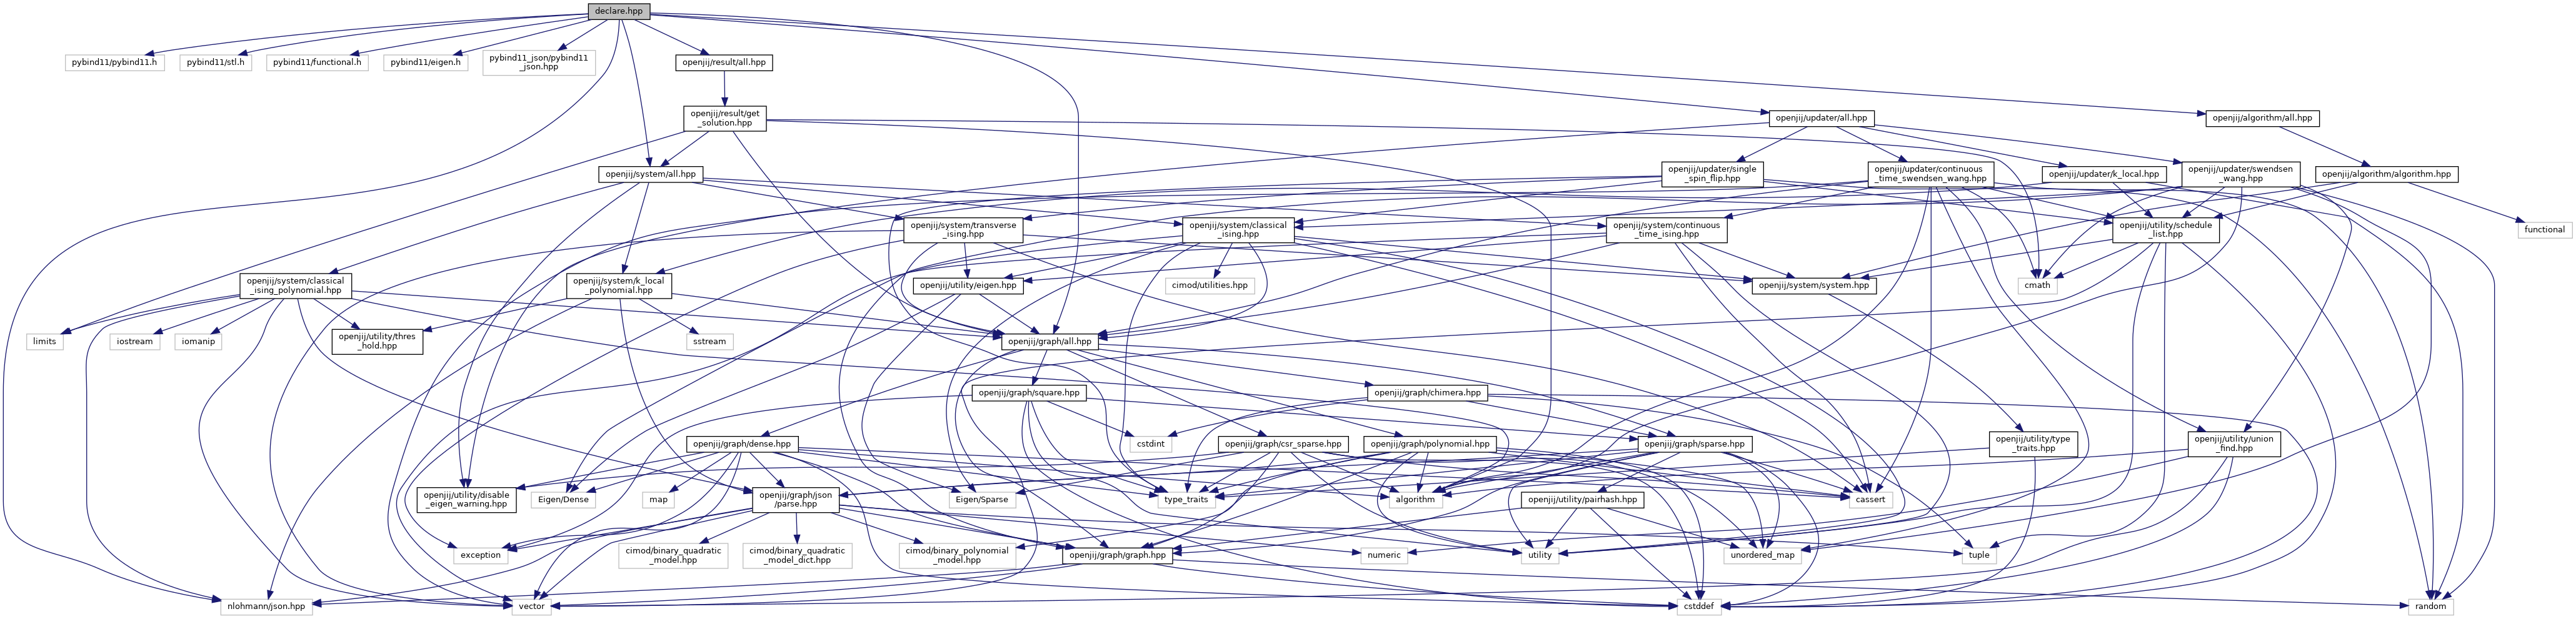 declare.hpp
pybind11/pybind11.h
pybind11/stl.h
pybind11/functional.h
pybind11/eigen.h
pybind11_json/pybind11
_json.hpp
openjij/result/all.hpp
openjij/result/get
_solution.hpp
openjij/updater/all.hpp
openjij/algorithm/all.hpp
openjij/system/all.hpp
openjij/updater/single
_spin_flip.hpp
openjij/updater/continuous
_time_swendsen_wang.hpp
openjij/updater/k_local.hpp
openjij/updater/swendsen
_wang.hpp
openjij/algorithm/algorithm.hpp
openjij/system/transverse
_ising.hpp
openjij/system/classical
_ising.hpp
openjij/system/continuous
_time_ising.hpp
openjij/utility/schedule
_list.hpp
functional
openjij/system/classical
_ising_polynomial.hpp
openjij/system/k_local
_polynomial.hpp
openjij/utility/eigen.hpp
cimod/utilities.hpp
openjij/system/system.hpp
cmath
limits
iostream
iomanip
openjij/utility/thres
_hold.hpp
sstream
openjij/graph/all.hpp
openjij/graph/square.hpp
openjij/graph/chimera.hpp
openjij/graph/dense.hpp
cstdint
openjij/graph/csr_sparse.hpp
openjij/graph/polynomial.hpp
openjij/graph/sparse.hpp
openjij/utility/type
_traits.hpp
openjij/utility/union
_find.hpp
openjij/utility/disable
_eigen_warning.hpp
Eigen/Dense
map
openjij/graph/json
/parse.hpp
Eigen/Sparse
type_traits
algorithm
openjij/utility/pairhash.hpp
cassert
exception
cimod/binary_quadratic
_model.hpp
cimod/binary_quadratic
_model_dict.hpp
cimod/binary_polynomial
_model.hpp
openjij/graph/graph.hpp
numeric
utility
unordered_map
tuple
nlohmann/json.hpp
vector
cstddef
random